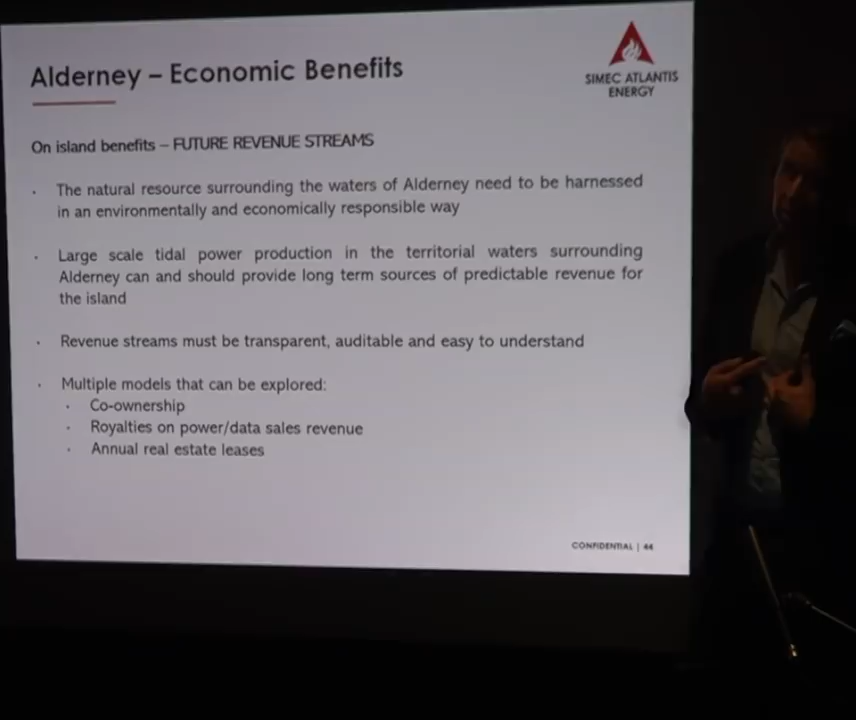 Alderney – Economic Benefits
SIMEC ATLANTIS
ENERGY
On island benefits – FUTURE REVENUE STREAMS
· The natural resource surrounding the waters of Alderney need to be harnessed
in an environmentally and economically responsible way
· Large scale tidal power production in the territorial waters surrounding
Alderney can and should provide long term sources of predictable revenue for
the island
· Revenue streams must be transparent, auditable and easy to understand
· Multiple models that can be explored:
· Co-ownership
· Royalties on power/data sales revenue
· Annual real estate leases
CONFIDENTIAL | 44